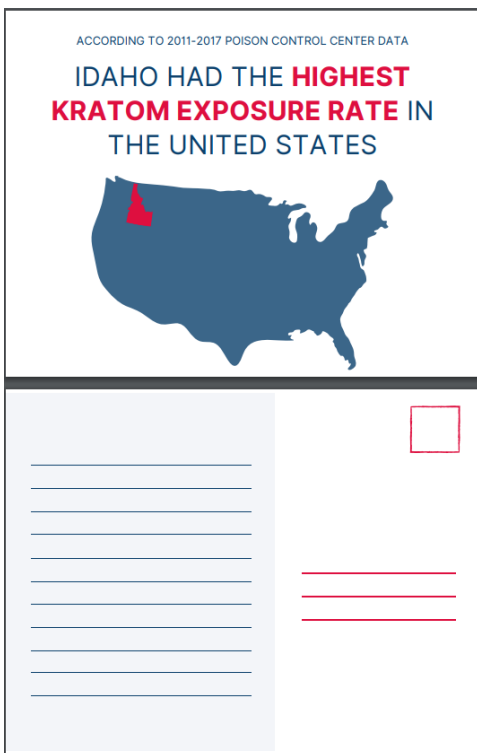 ACCORDING TO 2011-2017 POISON CONTROL CENTER DATA
IDAHO HAD THE HIGHEST
KRATOM EXPOSURE RATE IN
THE UNITED STATES